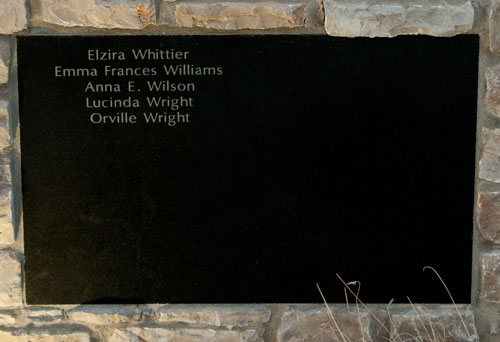 Elzira Whittier
Emma Frances Williams
Anna E. Wilson
Lucinda Wright
Orville Wright